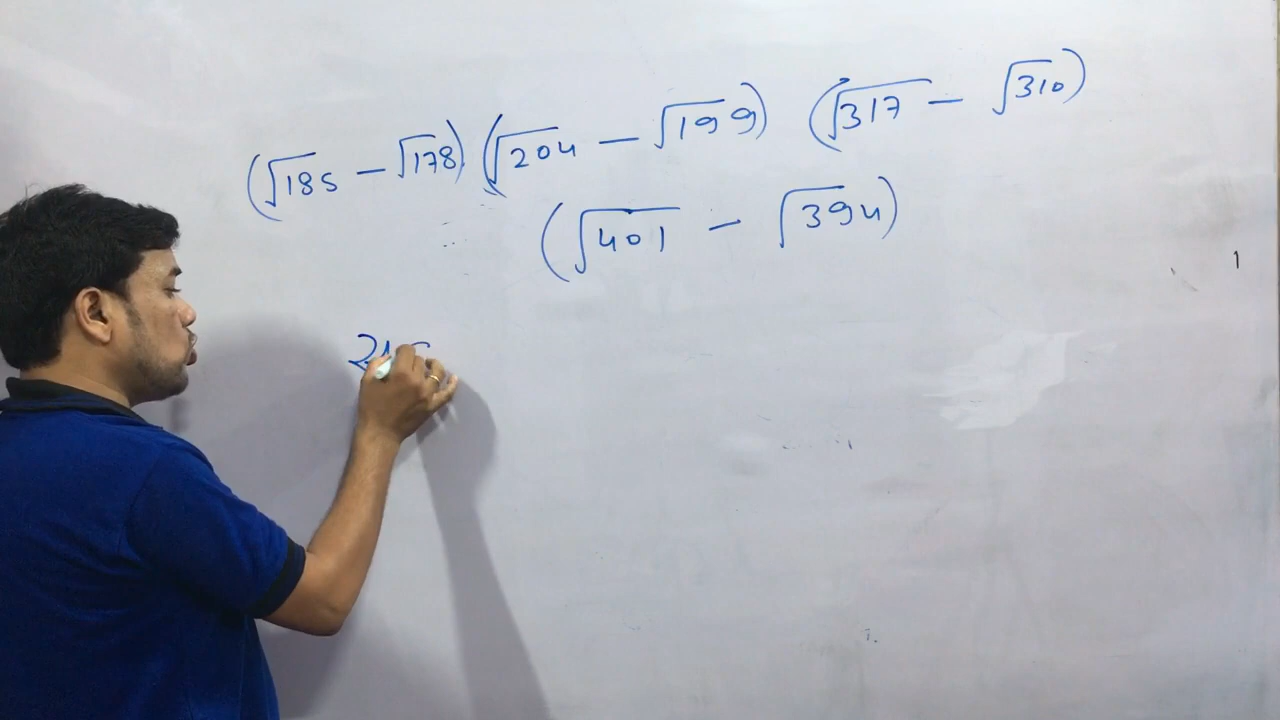 (√185 − √178) (√204 − √199) (√317 − √310)
(√401 − √394)